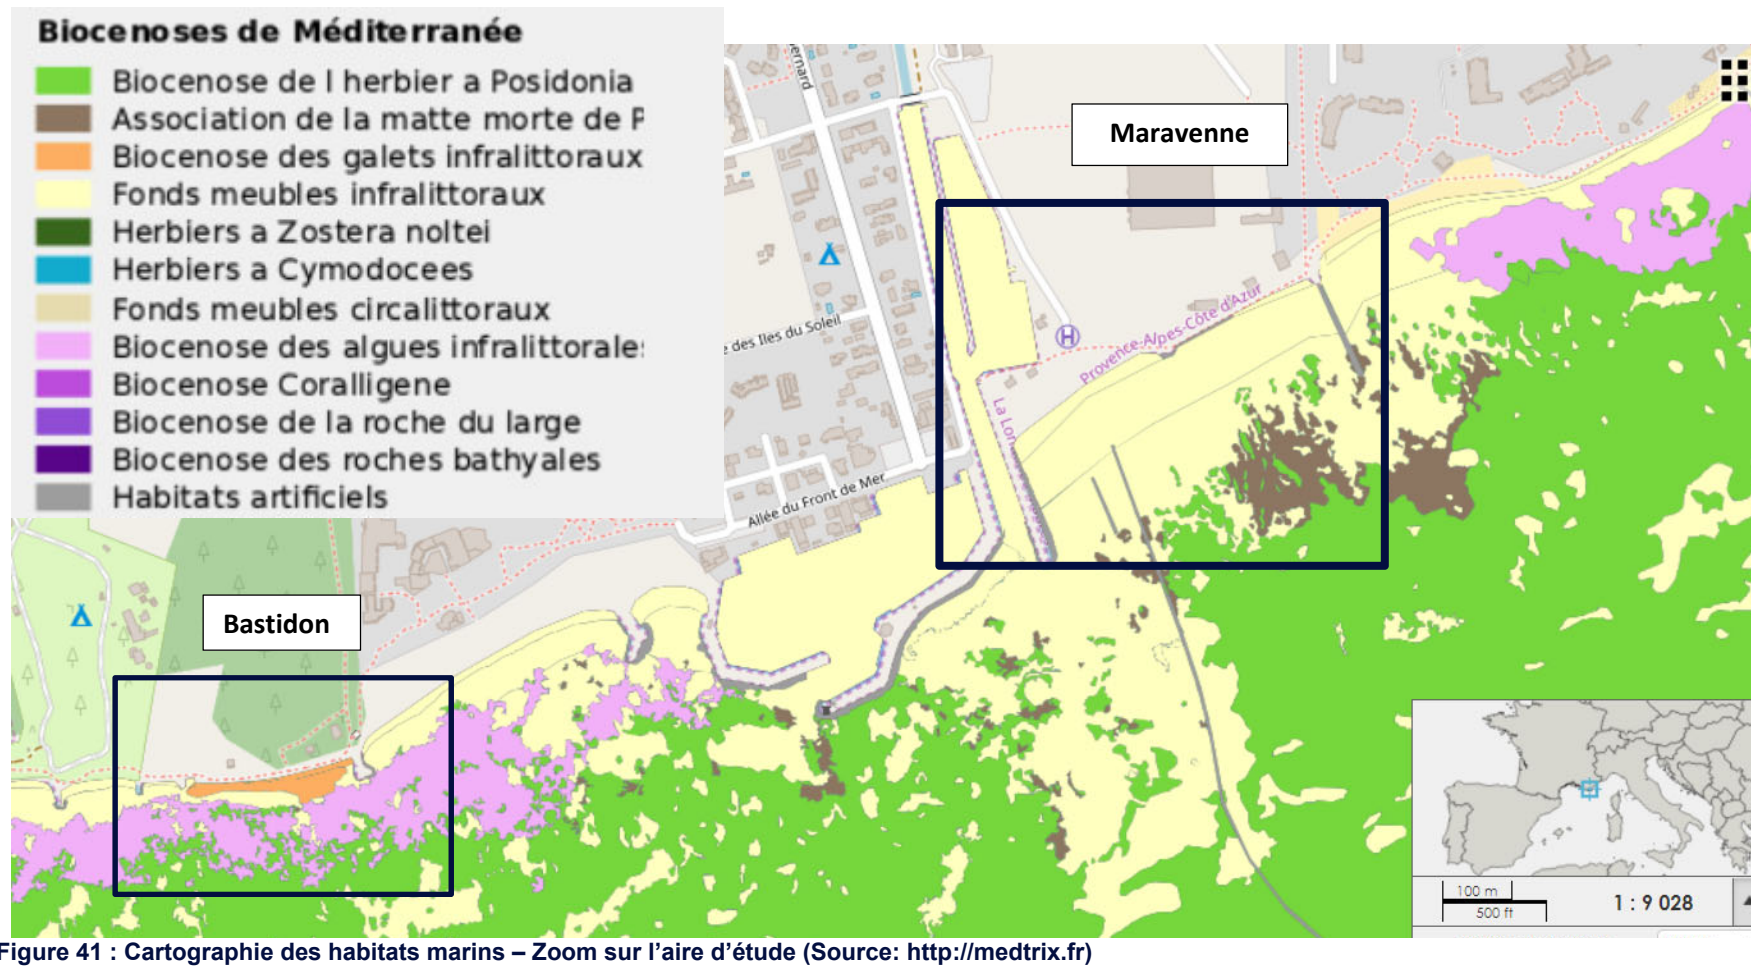 Biocenoses de Méditerranée
Biocenose de l herbier a Posidonia
Association de la matte morte de P
Biocenose des galets infralittoraux
Fonds meubles infralittoraux
Herbiers a Zostera noltei
Herbiers a Cymodocees
Fonds meubles circalittoraux
Biocenose des algues infralittorales
Biocenose Coralligene
Biocenose de la roche du large
Biocenose des roches bathyales
Habitats artificiels
ernard
Maravenne
des Iles du Soleil
H
Provence-Alpes-Côte d'Azur
La Lon
Allée du Front de Mer
Bastidon
100 m
500 ft
1 : 9 028
Figure 41 : Cartographie des habitats marins – Zoom sur l'aire d'étude (Source: http://medtrix.fr)